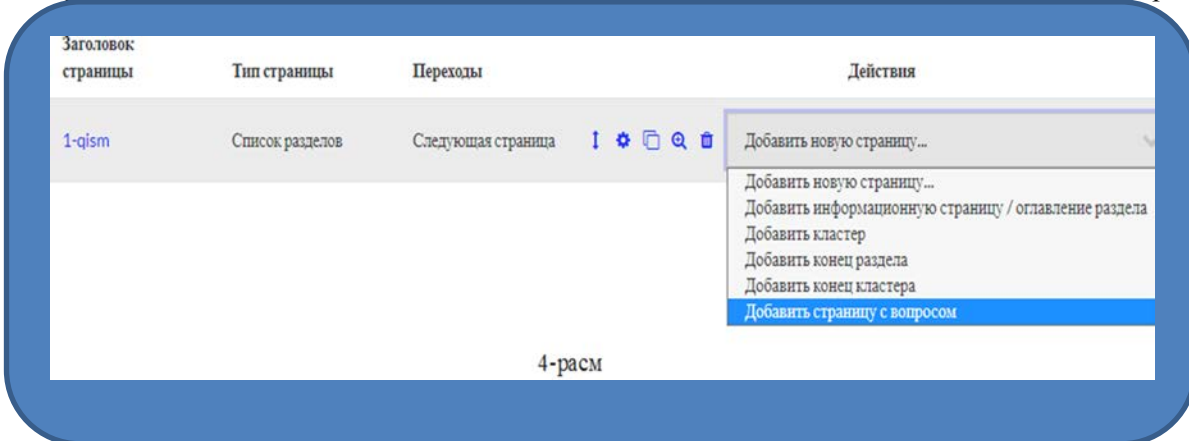 Заголовок
страницы
Тип страницы
Переходы
Действия
1-qism
Список разделов
Следующая страница
Добавить новую страницу...
Добавить новую страницу...
Добавить информационную страницу / оглавление раздела
Добавить кластер
Добавить конец раздела
Добавить конец кластера
Добавить страницу с вопросом
4-расм